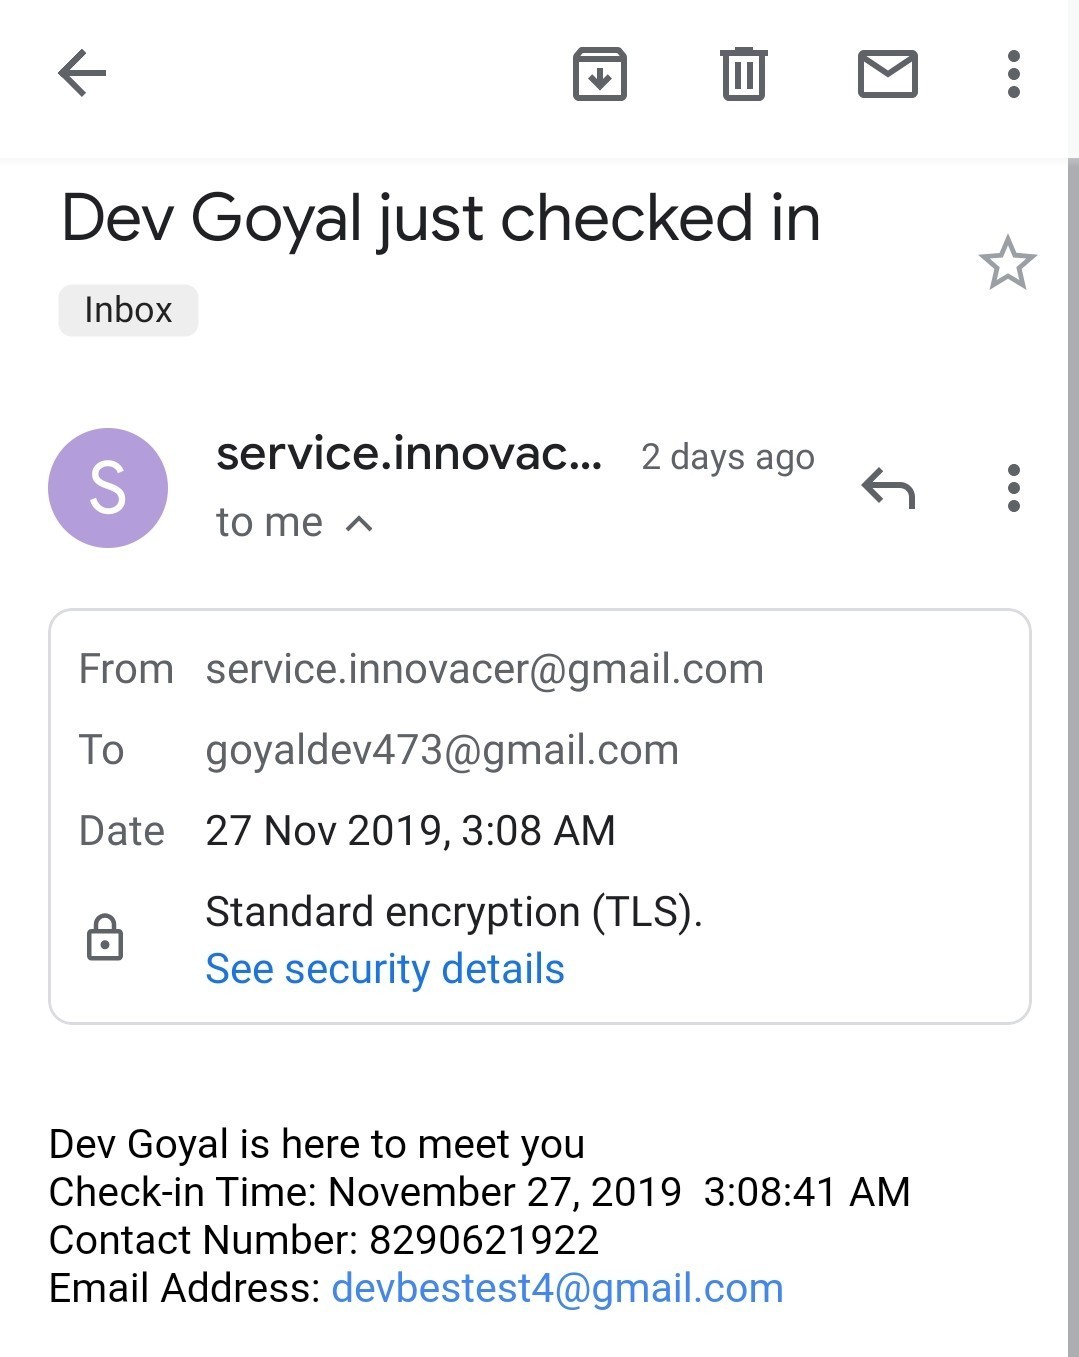 Dev Goyal just checked in
Inbox
S
service.innovac... 2 days ago
to me
From service.innovacer@gmail.com
To goyaldev473@gmail.com
Date 27 Nov 2019, 3:08 AM
Standard encryption (TLS).
See security details
Dev Goyal is here to meet you
Check-in Time: November 27, 2019  3:08:41 AM
Contact Number: 8290621922
Email Address: devbestest4@gmail.com